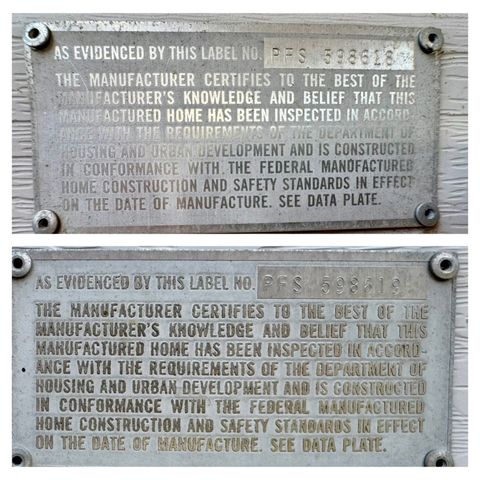 AS EVIDENCED BY THIS LABEL NO. PFS 598618
THE MANUFACTURER CERTIFIES TO THE BEST OF THE
MANUFACTURER'S KNOWLEDGE AND BELIEF THAT THIS
MANUFACTURED HOME HAS BEEN INSPECTED IN ACCORD-
ANCE WITH THE REQUIREMENTS OF THE DEPARTMENT OF
HOUSING AND URBAN DEVELOPMENT AND IS CONSTRUCTED
IN CONFORMANCE WITH THE FEDERAL MANUFACTURED
HOME CONSTRUCTION AND SAFETY STANDARDS IN EFFECT
ON THE DATE OF MANUFACTURE. SEE DATA PLATE.
AS EVIDENCED BY THIS LABEL NO. PFS 598619
THE MANUFACTURER CERTIFIES TO THE BEST OF THE
MANUFACTURER'S KNOWLEDGE AND BELIEF THAT THIS
MANUFACTURED HOME HAS BEEN INSPECTED IN ACCORD-
ANCE WITH THE REQUIREMENTS OF THE DEPARTMENT OF
HOUSING AND URBAN DEVELOPMENT AND IS CONSTRUCTED
IN CONFORMANCE WITH THE FEDERAL MANUFACTURED
HOME CONSTRUCTION AND SAFETY STANDARDS IN EFFECT
ON THE DATE OF MANUFACTURE. SEE DATA PLATE.